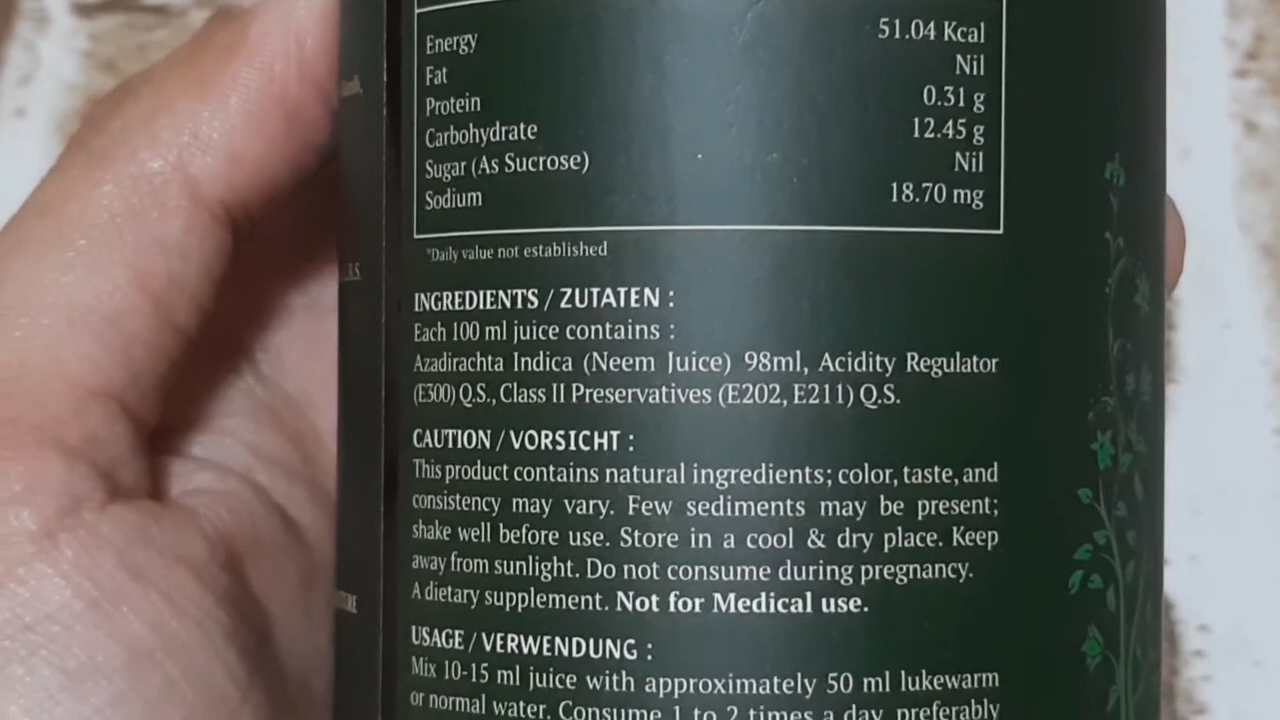 Energy 51.04 Kcal
Fat Nil
Protein 0.31 g
Carbohydrate 12.45 g
Sugar (As Sucrose) Nil
Sodium 18.70 mg
*Daily value not established
INGREDIENTS / ZUTATEN :
Each 100 ml juice contains :
Azadirachta Indica (Neem Juice) 98ml, Acidity Regulator
(E300) Q.S., Class II Preservatives (E202, E211) Q.S.
CAUTION / VORSICHT :
This product contains natural ingredients; color, taste, and
consistency may vary. Few sediments may be present;
shake well before use. Store in a cool & dry place. Keep
away from sunlight. Do not consume during pregnancy.
A dietary supplement. Not for Medical use.
USAGE / VERWENDUNG :
Mix 10-15 ml juice with approximately 50 ml lukewarm
or normal water. Consume 1 to 2 times a day, preferably